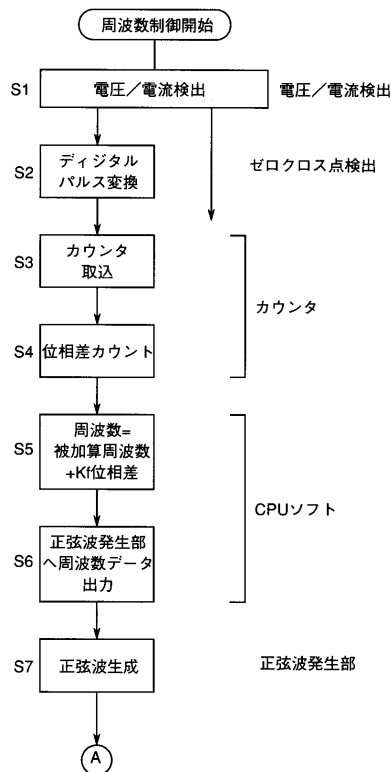 周波数制御開始
S1
電圧／電流検出
電圧／電流検出
S2
ディジタル
パルス変換
ゼロクロス点検出
S3
カウンタ
取込
カウンタ
S4
位相差カウント
S5
周波数=
被加算周波数
+Kf位相差
CPUソフト
S6
正弦波発生部
へ周波数データ
出力
S7
正弦波生成
正弦波発生部
A